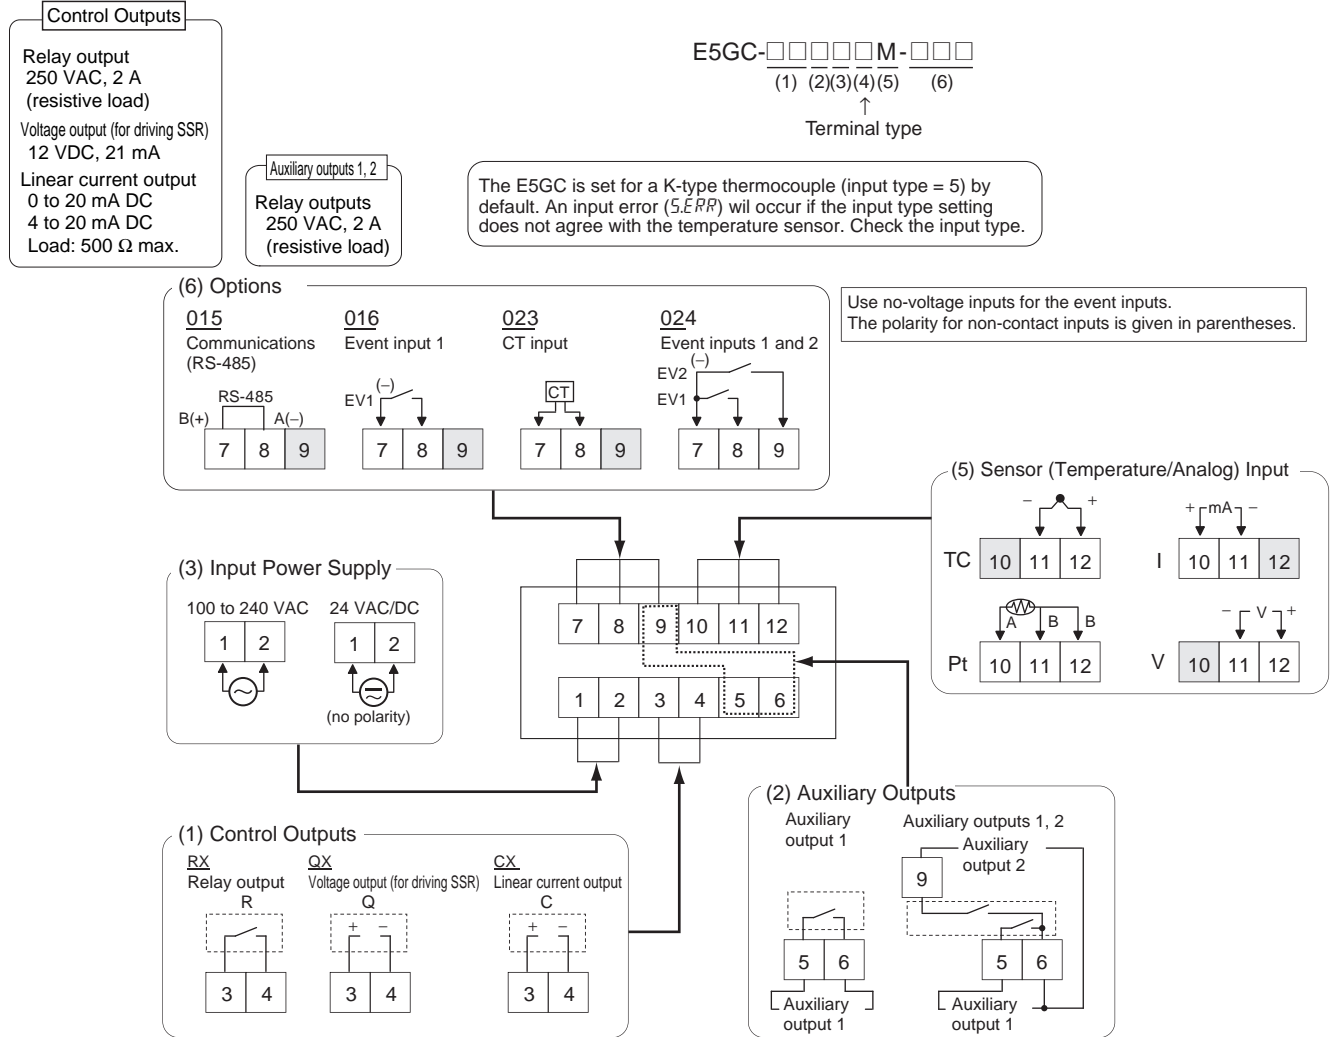 Control Outputs
Relay output
250 VAC, 2 A
(resistive load)
Voltage output (for driving SSR)
12 VDC, 21 mA
Linear current output
0 to 20 mA DC
4 to 20 mA DC
Load: 500 Ω max.
Auxiliary outputs 1, 2
Relay outputs
250 VAC, 2 A
(resistive load)
E5GC-□□□□□M-□□□
(1) (2)(3)(4)(5) (6)
↑
Terminal type
The E5GC is set for a K-type thermocouple (input type = 5) by
default. An input error (S.ERR) wil occur if the input type setting
does not agree with the temperature sensor. Check the input type.
(6) Options
015
Communications
(RS-485)
RS-485
B(+) A(−)
7 8 9
016
Event input 1
(−)
EV1
7 8 9
023
CT input
CT
7 8 9
024
Event inputs 1 and 2
(−)
EV2
EV1
7 8 9
Use no-voltage inputs for the event inputs.
The polarity for non-contact inputs is given in parentheses.
(5) Sensor (Temperature/Analog) Input
− +
TC 10 11 12
+ mA −
I 10 11 12
A B B
Pt 10 11 12
− V +
V 10 11 12
(3) Input Power Supply
100 to 240 VAC
1 2
24 VAC/DC
1 2
(no polarity)
7 8 9 10 11 12
1 2 3 4 5 6
(1) Control Outputs
RX
Relay output
R
3 4
QX
Voltage output (for driving SSR)
Q
+ −
3 4
CX
Linear current output
C
+ −
3 4
(2) Auxiliary Outputs
Auxiliary
output 1
5 6
Auxiliary
output 1
Auxiliary outputs 1, 2
Auxiliary
output 2
9
5 6
Auxiliary
output 1